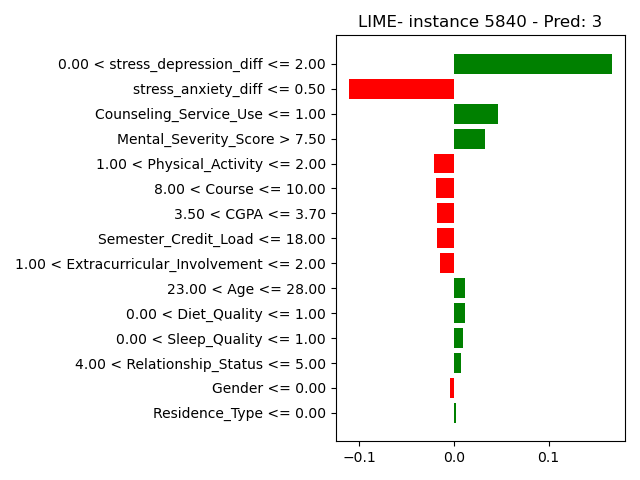 LIME- instance 5840 - Pred: 3
0.00 < stress_depression_diff <= 2.00
stress_anxiety_diff <= 0.50
Counseling_Service_Use <= 1.00
Mental_Severity_Score > 7.50
1.00 < Physical_Activity <= 2.00
8.00 < Course <= 10.00
3.50 < CGPA <= 3.70
Semester_Credit_Load <= 18.00
1.00 < Extracurricular_Involvement <= 2.00
23.00 < Age <= 28.00
0.00 < Diet_Quality <= 1.00
0.00 < Sleep_Quality <= 1.00
4.00 < Relationship_Status <= 5.00
Gender <= 0.00
Residence_Type <= 0.00
−0.1 0.0 0.1